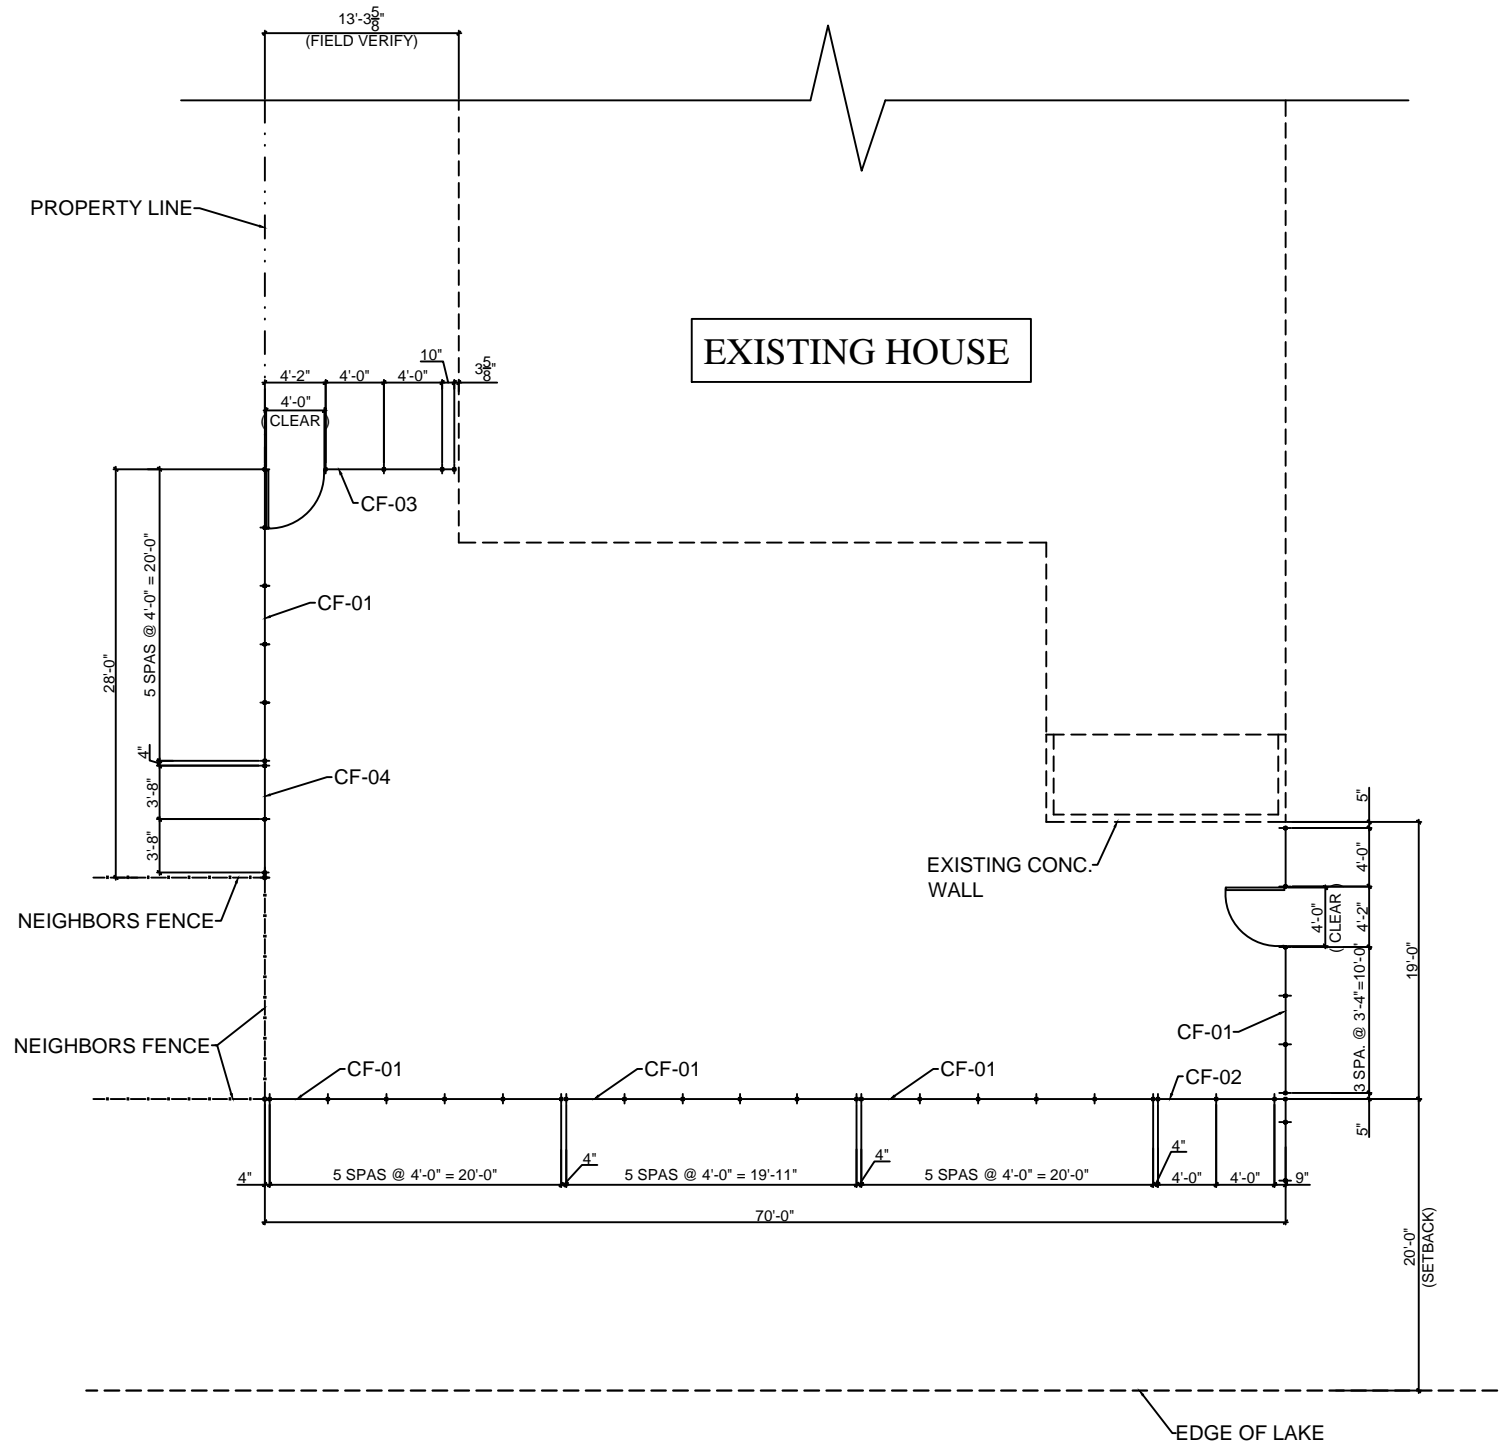 13'-3 5/8"
(FIELD VERIFY)
PROPERTY LINE
EXISTING HOUSE
10"
3 5/8"
4'-2"
4'-0"
4'-0"
4'-0"
( CLEAR )
CF-03
5 SPAS @ 4'-0" = 20'-0"
CF-01
28'-0"
4"
CF-04
3'-8"
3'-8"
5"
4'-0"
EXISTING CONC.
WALL
NEIGHBORS FENCE
4'-0"
( CLEAR )
4'-2"
19'-0"
3 SPA. @ 3'-4"=10'-0"
CF-01
NEIGHBORS FENCE
CF-01
CF-01
CF-01
CF-02
5"
4"
5 SPAS @ 4'-0" = 20'-0"
4"
5 SPAS @ 4'-0" = 19'-11"
4"
5 SPAS @ 4'-0" = 20'-0"
4"
4'-0"
4'-0"
9"
70'-0"
20'-0"
(SETBACK)
EDGE OF LAKE